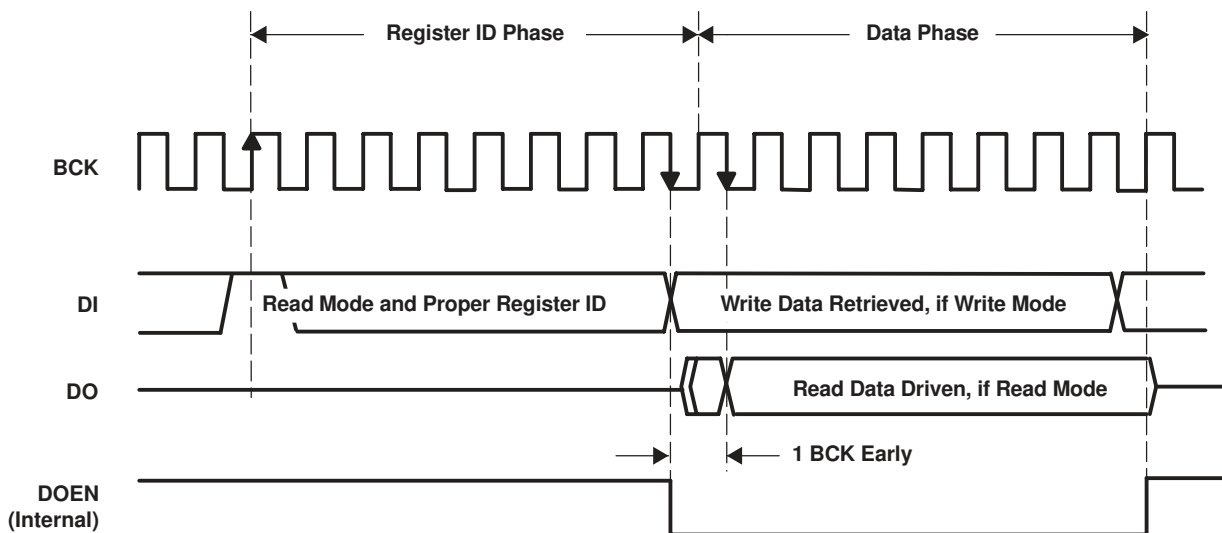 Register ID Phase
Data Phase
BCK
DI
Read Mode and Proper Register ID
Write Data Retrieved, if Write Mode
DO
Read Data Driven, if Read Mode
1 BCK Early
DOEN
(Internal)